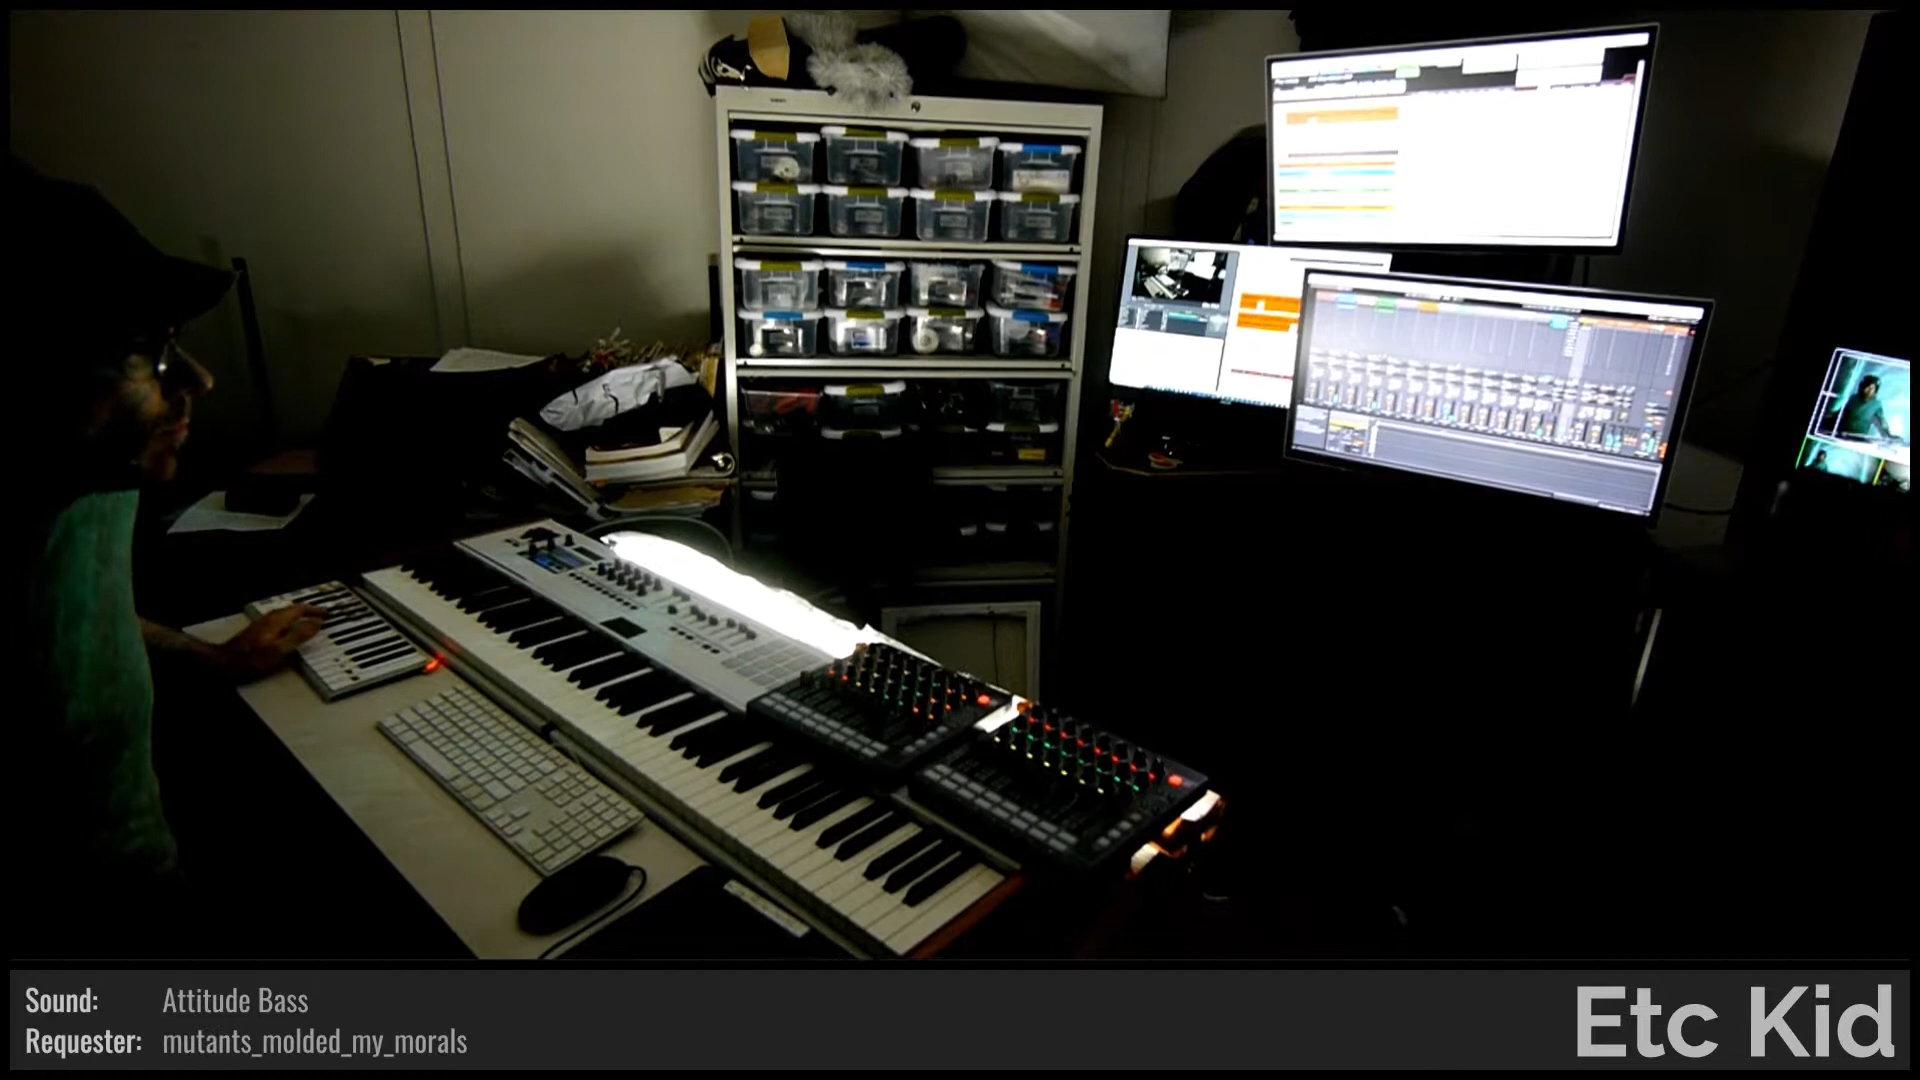 Sound: Attitude Bass
Requester: mutants_molded_my_morals
Etc Kid